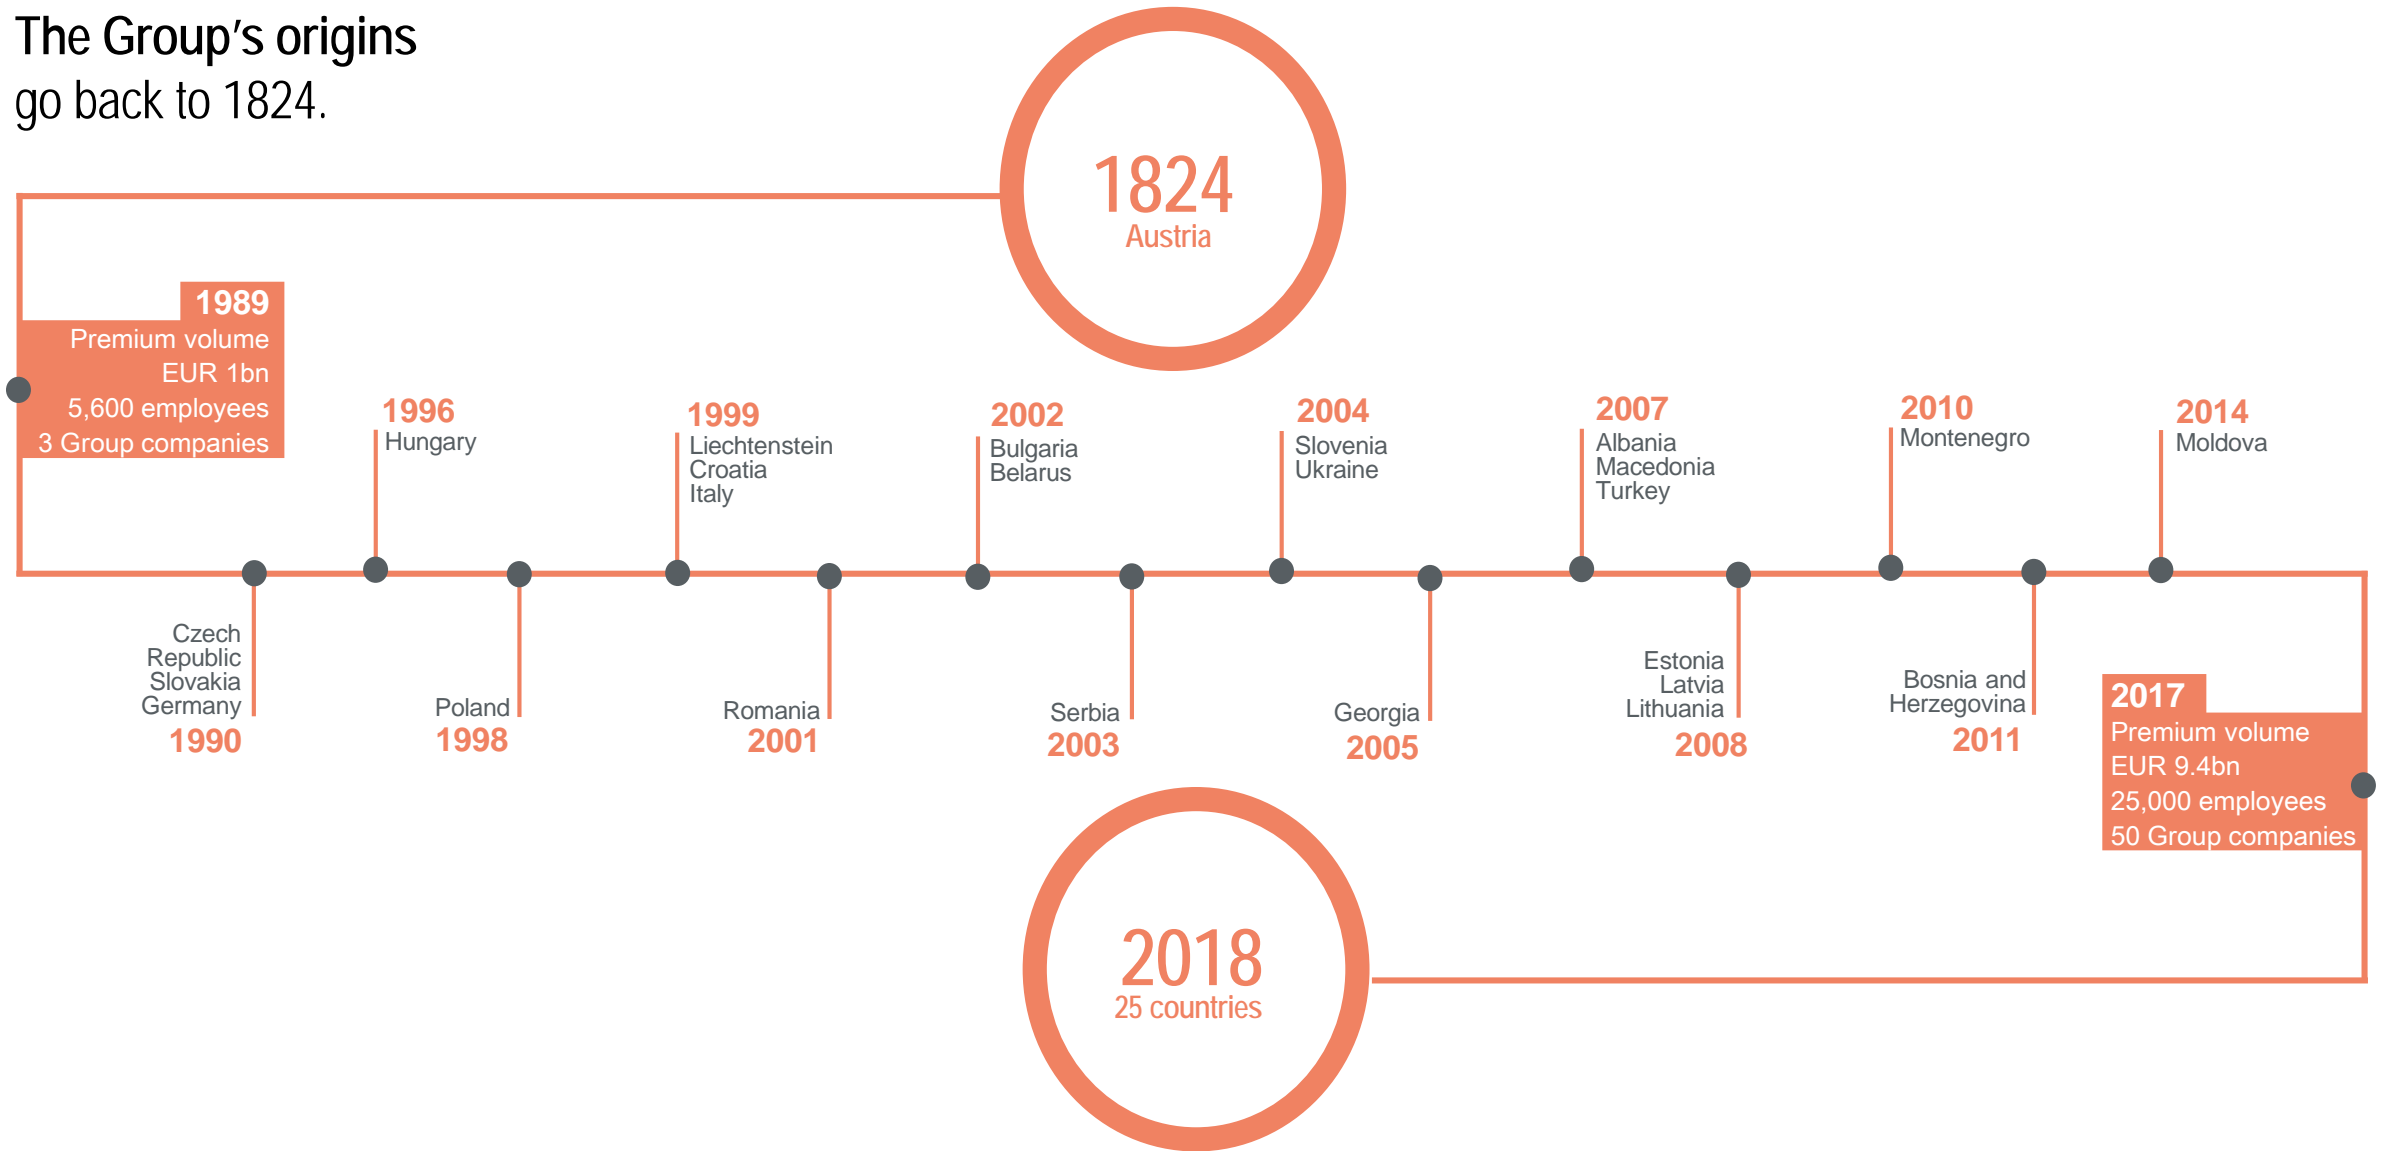 The Group's origins
go back to 1824.
1824
Austria
1989
Premium volume
EUR 1bn
5,600 employees
3 Group companies
Czech
Republic
Slovakia
Germany
1990
1996
Hungary
Poland
1998
1999
Liechtenstein
Croatia
Italy
Romania
2001
2002
Bulgaria
Belarus
Serbia
2003
2004
Slovenia
Ukraine
Georgia
2005
2007
Albania
Macedonia
Turkey
Estonia
Latvia
Lithuania
2008
2010
Montenegro
Bosnia and
Herzegovina
2011
2014
Moldova
2017
Premium volume
EUR 9.4bn
25,000 employees
50 Group companies
2018
25 countries